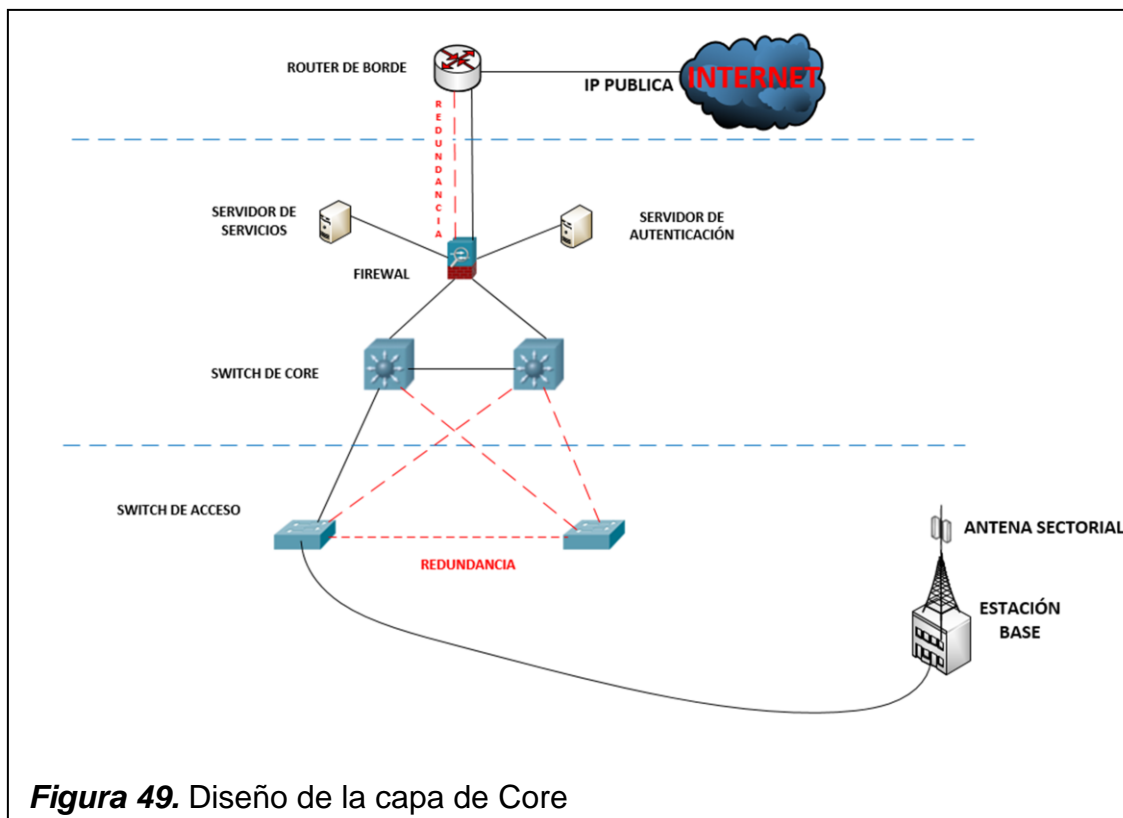 ROUTER DE BORDE
IP PUBLICA
INTERNET
REDUNDANCIA
SERVIDOR DE
SERVICIOS
SERVIDOR DE
AUTENTICACIÓN
FIREWAL
SWITCH DE CORE
SWITCH DE ACCESO
REDUNDANCIA
ANTENA SECTORIAL
ESTACIÓN
BASE
Figura 49. Diseño de la capa de Core